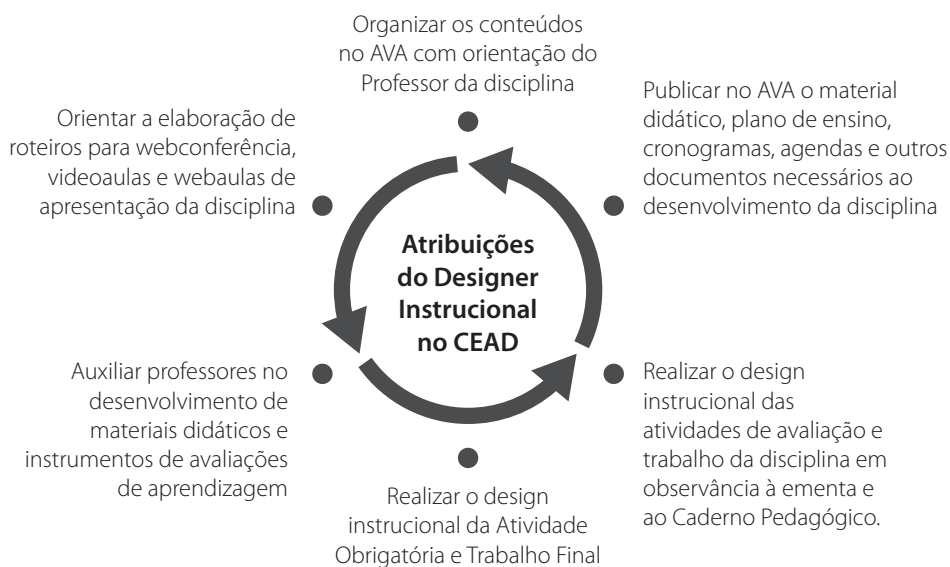 Organizar os conteúdos
no AVA com orientação do
Professor da disciplina
Publicar no AVA o material
didático, plano de ensino,
cronogramas, agendas e outros
documentos necessários ao
desenvolvimento da disciplina
Orientar a elaboração de
roteiros para webconferência,
videoaulas e webaulas de
apresentação da disciplina
Atribuições
do Designer
Instrucional
no CEAD
Auxiliar professores no
desenvolvimento de
materiais didáticos e
instrumentos de avaliações
de aprendizagem
Realizar o design
instrucional das
atividades de avaliação e
trabalho da disciplina em
observância à ementa e
ao Caderno Pedagógico.
Realizar o design
instrucional da Atividade
Obrigatória e Trabalho Final